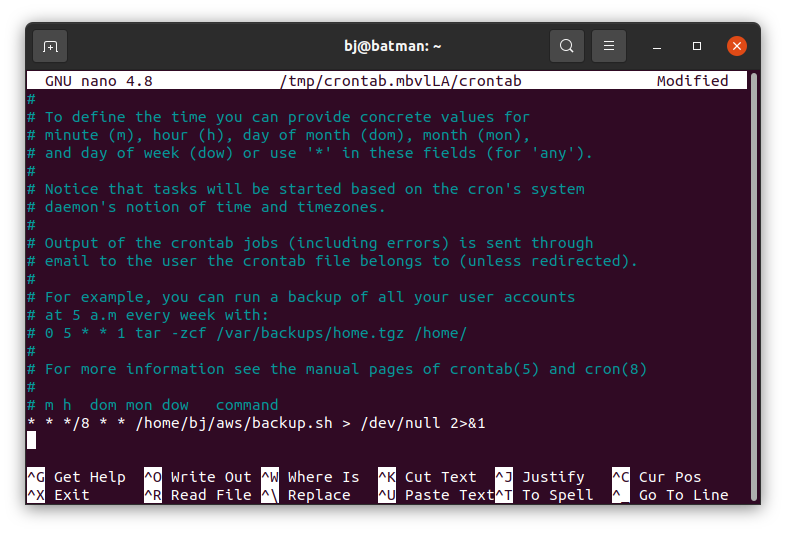 bj@batman: ~
GNU nano 4.8 /tmp/crontab.mbvlLA/crontab Modified
#
# To define the time you can provide concrete values for
# minute (m), hour (h), day of month (dom), month (mon),
# and day of week (dow) or use '*' in these fields (for 'any').
#
# Notice that tasks will be started based on the cron's system
# daemon's notion of time and timezones.
#
# Output of the crontab jobs (including errors) is sent through
# email to the user the crontab file belongs to (unless redirected).
#
# For example, you can run a backup of all your user accounts
# at 5 a.m every week with:
# 0 5 * * 1 tar -zcf /var/backups/home.tgz /home/
#
# For more information see the manual pages of crontab(5) and cron(8)
#
# m h  dom mon dow   command
* * */8 * * /home/bj/aws/backup.sh > /dev/null 2>&1
^G Get Help ^O Write Out ^W Where Is ^K Cut Text ^J Justify ^C Cur Pos
^X Exit ^R Read File ^\ Replace ^U Paste Text ^T To Spell ^_ Go To Line